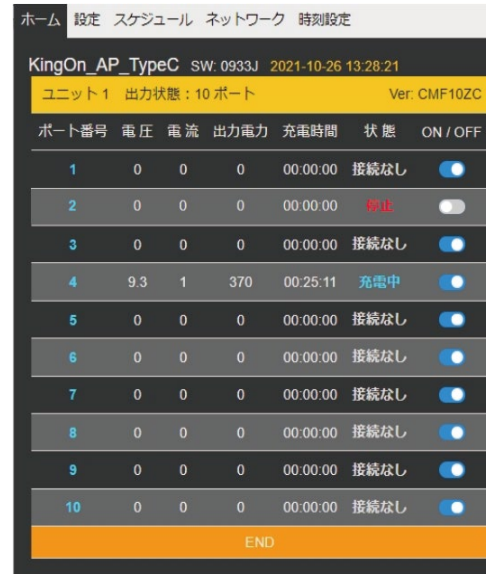 ホーム 設定 スケジュール ネットワーク 時刻設定
KingOn_AP_TypeC SW: 0933J 2021-10-26 13:28:21
ユニット1 出力状態：10 ポート Ver: CMF10ZC
ポート番号 電圧 電流 出力電力 充電時間 状態 ON / OFF
1 0 0 0 00:00:00 接続なし
2 0 0 0 00:00:00 停止
3 0 0 0 00:00:00 接続なし
4 9.3 1 370 00:25:11 充電中
5 0 0 0 00:00:00 接続なし
6 0 0 0 00:00:00 接続なし
7 0 0 0 00:00:00 接続なし
8 0 0 0 00:00:00 接続なし
9 0 0 0 00:00:00 接続なし
10 0 0 0 00:00:00 接続なし
END